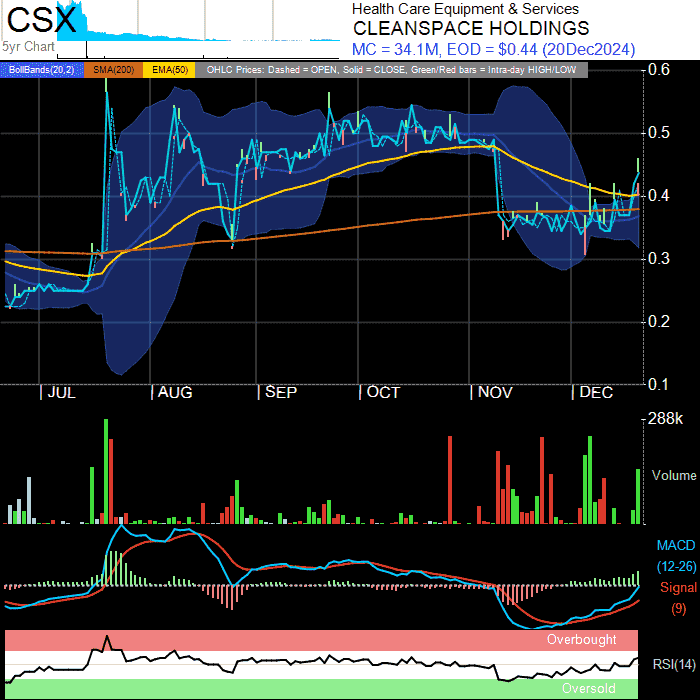 CSX
5yr Chart
Health Care Equipment & Services
CLEANSPACE HOLDINGS
MC = 34.1M, EOD = $0.44 (20Dec2024)
BollBands(20,2) SMA(200) EMA(50) OHLC Prices: Dashed = OPEN, Solid = CLOSE, Green/Red bars = Intra-day HIGH/LOW
0.6
0.5
0.4
0.3
0.2
0.1
JUL AUG SEP OCT NOV DEC
288k
Volume
MACD
(12-26)
Signal
(9)
Overbought
RSI(14)
Oversold